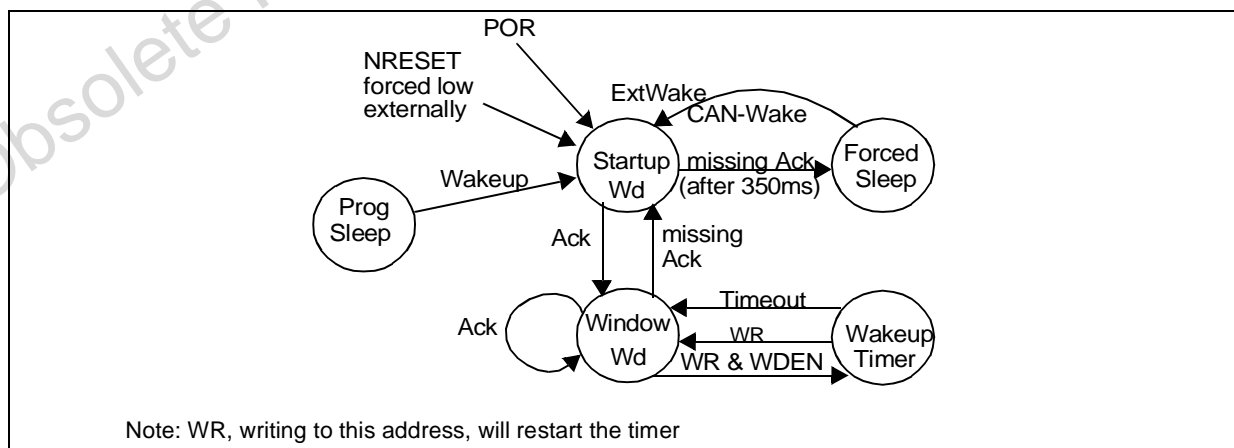 Obsolete
POR
NRESET
forced low
externally
ExtWake
CAN-Wake
Startup
Wd
missing Ack
(after 350ms)
Forced
Sleep
Wakeup
Prog
Sleep
Ack
missing
Ack
Timeout
Ack
Window
Wd
WR
WR & WDEN
Wakeup
Timer
Note: WR, writing to this address, will restart the timer